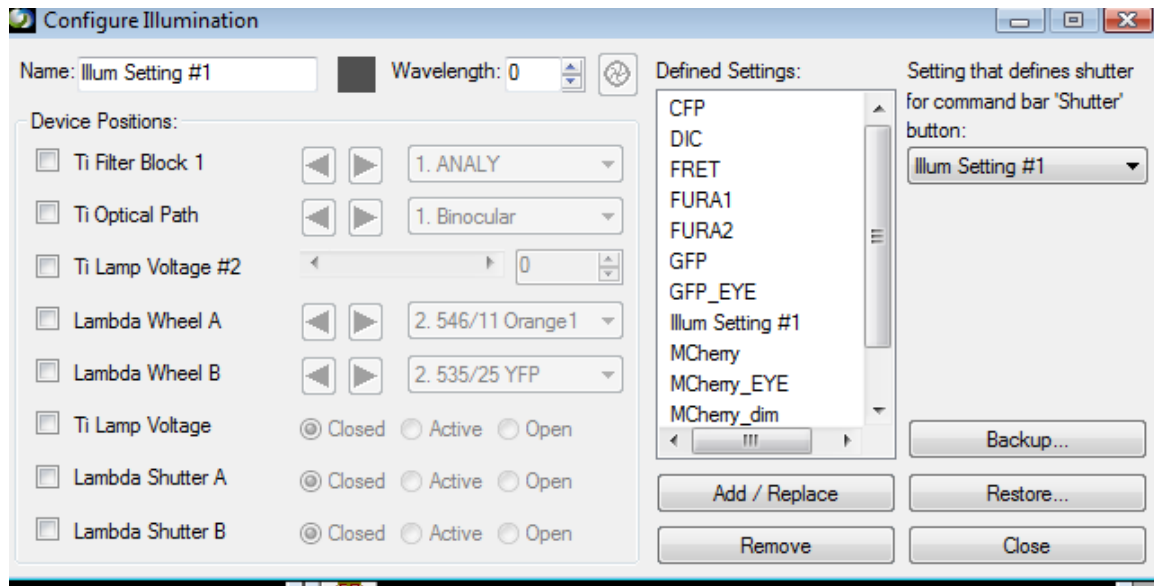 Configure Illumination
Name: Illum Setting #1
Wavelength: 0
Device Positions:
Ti Filter Block 1
1. ANALY
Ti Optical Path
1. Binocular
Ti Lamp Voltage #2
0
Lambda Wheel A
2. 546/11 Orange1
Lambda Wheel B
2. 535/25 YFP
Ti Lamp Voltage
Closed Active Open
Lambda Shutter A
Closed Active Open
Lambda Shutter B
Closed Active Open
Defined Settings:
CFP
DIC
FRET
FURA1
FURA2
GFP
GFP_EYE
Illum Setting #1
MCherry
MCherry_EYE
MCherry_dim
Add / Replace
Remove
Setting that defines shutter
for command bar 'Shutter'
button:
Illum Setting #1
Backup...
Restore...
Close